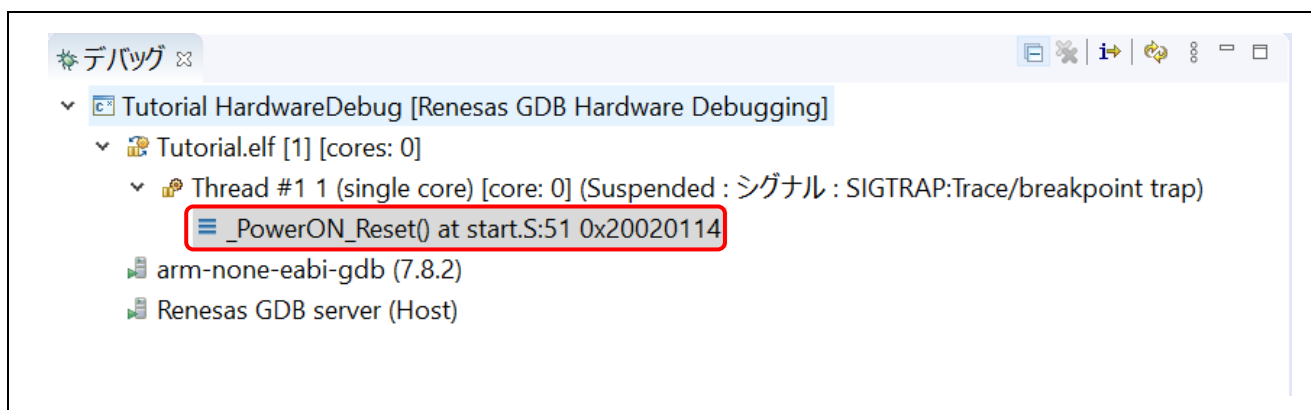 デバッグ
Tutorial HardwareDebug [Renesas GDB Hardware Debugging]
Tutorial.elf [1] [cores: 0]
Thread #1 1 (single core) [core: 0] (Suspended : シグナル : SIGTRAP:Trace/breakpoint trap)
_PowerON_Reset() at start.S:51 0x20020114
arm-none-eabi-gdb (7.8.2)
Renesas GDB server (Host)